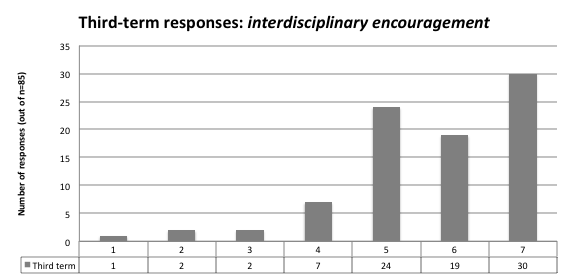 Third-term responses: interdisciplinary encouragement
Number of responses (out of n=85)
35
30
25
20
15
10
5
0
1 2 3 4 5 6 7
Third term 1 2 2 7 24 19 30